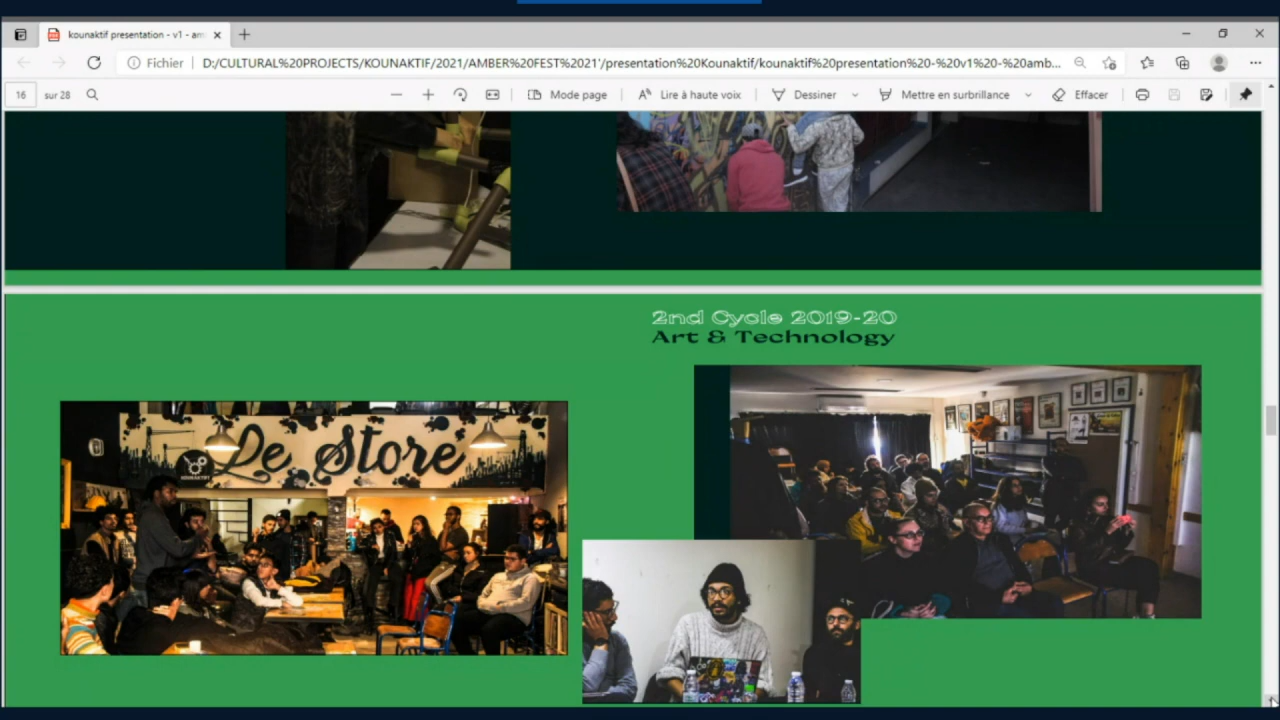 kounaktif presentation - v1 - am
Fichier
D:/CULTURAL%20PROJECTS/KOUNAKTIF/2021/AMBER%20FEST%2021'/presentation%20Kounaktif/kounaktif%20presentation%20-%20v1%20-%20amb...
16
sur 28
Mode page
Lire à haute voix
Dessiner
Mettre en surbrillance
Effacer
2nd Cycle 2019-20
Art & Technology
Le Store
KOUNAKTIF